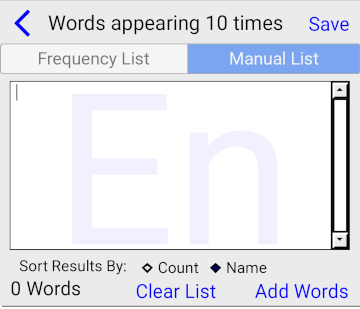 Words appearing 10 times Save
Frequency List Manual List
En
Sort Results By: Count Name
0 Words Clear List Add Words